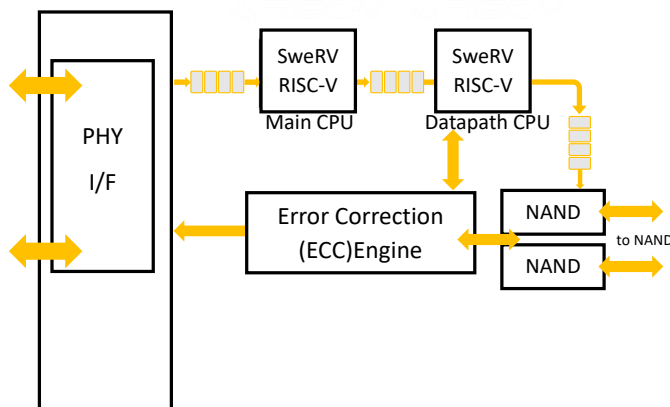 SweRV
RISC-V
Main CPU
SweRV
RISC-V
Datapath CPU
PHY
I/F
Error Correction
(ECC)Engine
NAND
to NAND
NAND